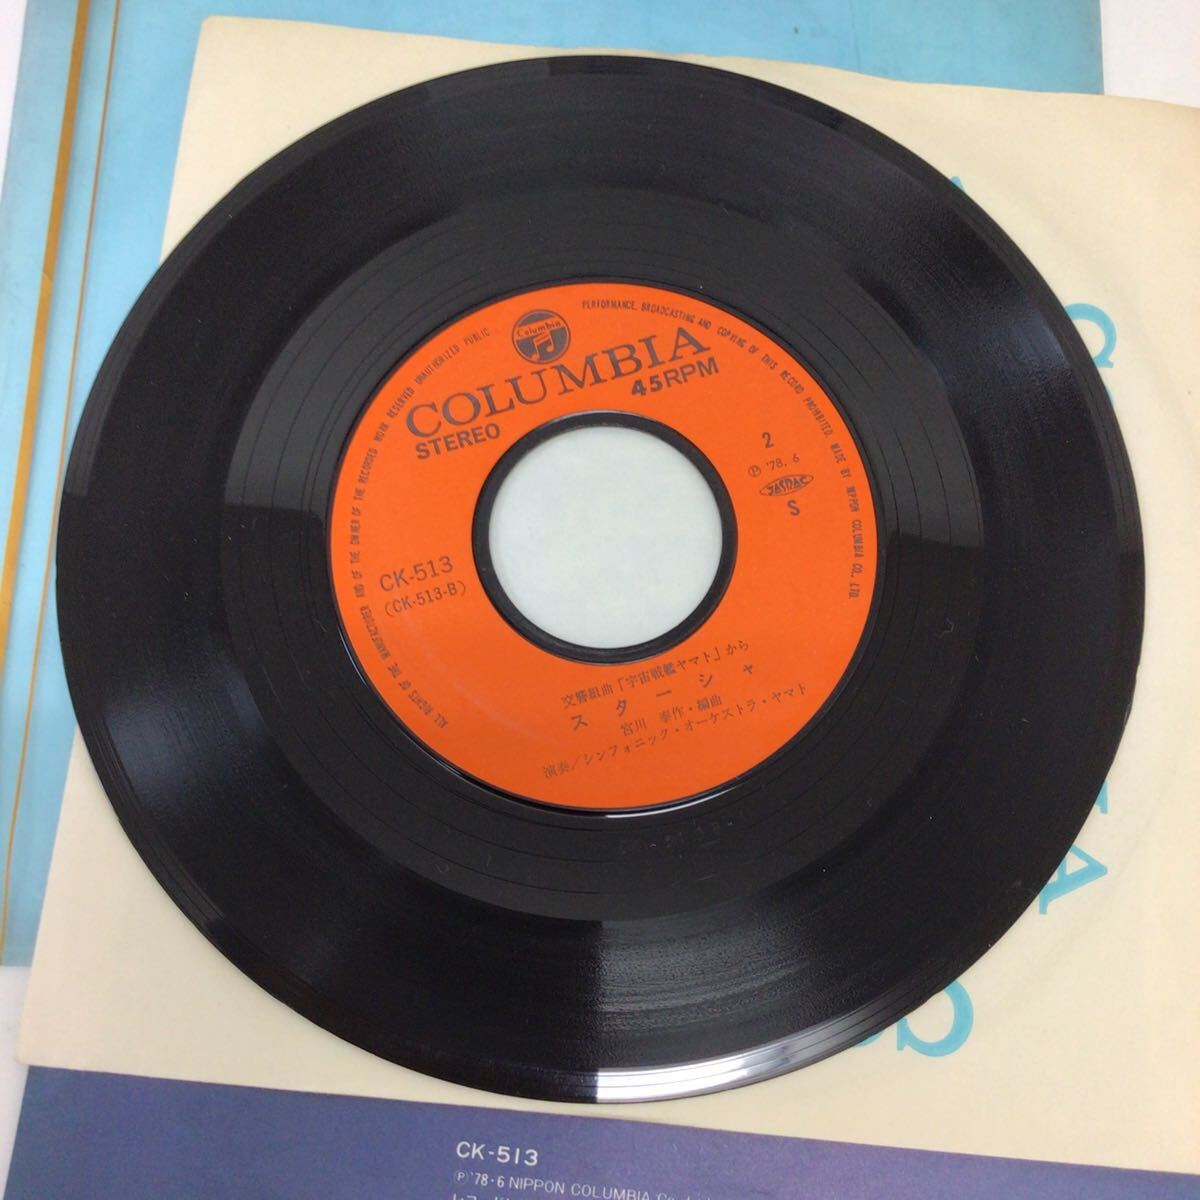 ALL RIGHTS OF THE MANUFACTURER AND OF THE OWNER OF THE RECORDED WORK RESERVED UNAUTHORIZED PUBLIC PERFORMANCE, BROADCASTING AND COPYING OF THIS RECORD PROHIBITED. MADE BY NIPPON COLUMBIA CO., LTD.
Columbia
COLUMBIA
STEREO
45RPM
2
Ⓟ '78. 6
JASRAC
S
CK-513
(CK-513-B)
交響組曲「宇宙戦艦ヤマト」から
スターシャ
宮川 泰作・編曲
演奏/シンフォニック・オーケストラ・ヤマト
CK-513
Ⓟ'78・6 NIPPON COLUMBIA